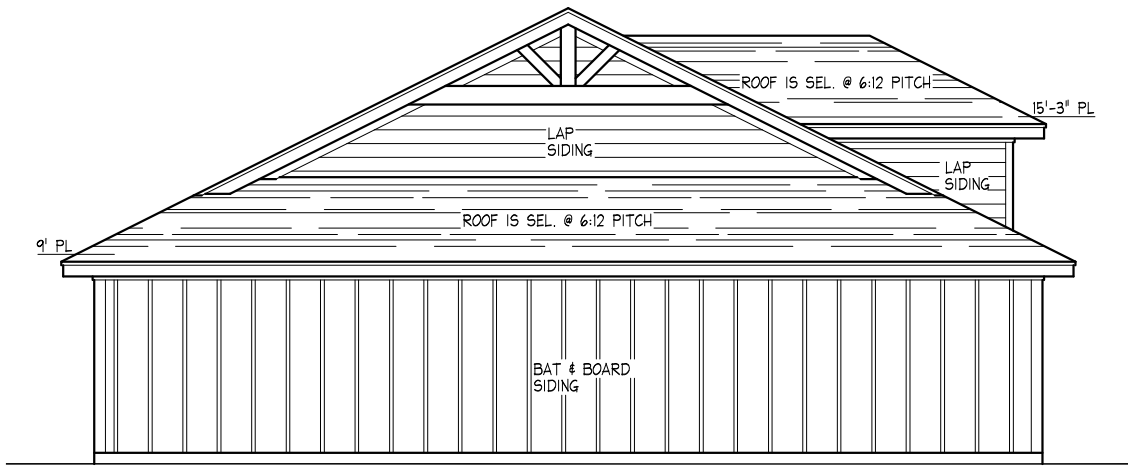 ROOF IS SEL. @ 6:12 PITCH
15'-3" PL
LAP
SIDING
LAP
SIDING
ROOF IS SEL. @ 6:12 PITCH
9' PL
BAT & BOARD
SIDING